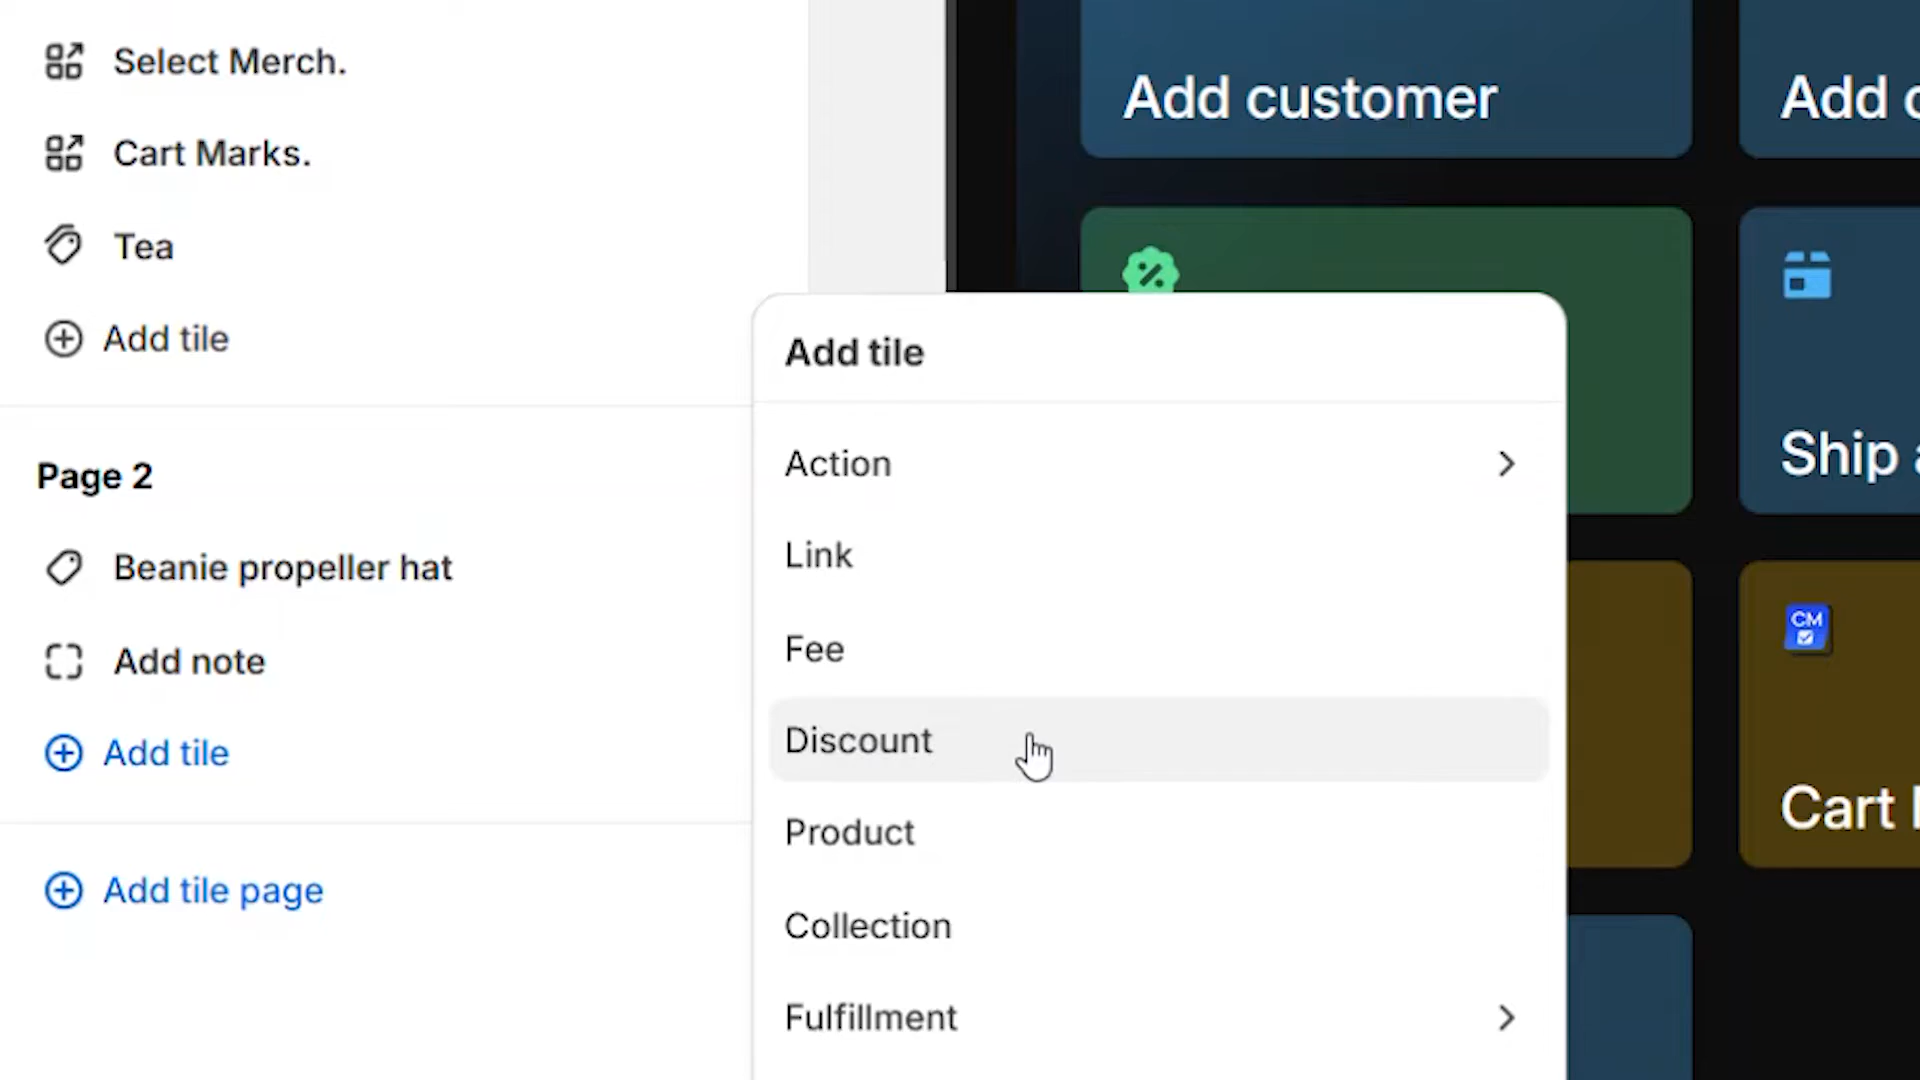 Select Merch.
Cart Marks.
Tea
Add tile
Page 2
Beanie propeller hat
Add note
Add tile
Add tile page
Add tile
Action
Link
Fee
Discount
Product
Collection
Fulfillment
Add customer
Add
Ship
CM
Cart